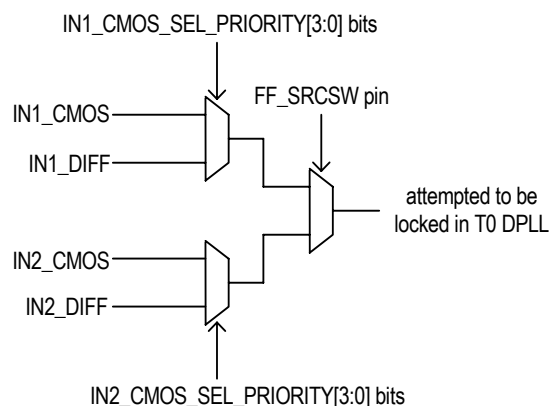 IN1_CMOS_SEL_PRIORITY[3:0] bits
FF_SRCSW pin
IN1_CMOS
IN1_DIFF
attempted to be
locked in T0 DPLL
IN2_CMOS
IN2_DIFF
IN2_CMOS_SEL_PRIORITY[3:0] bits